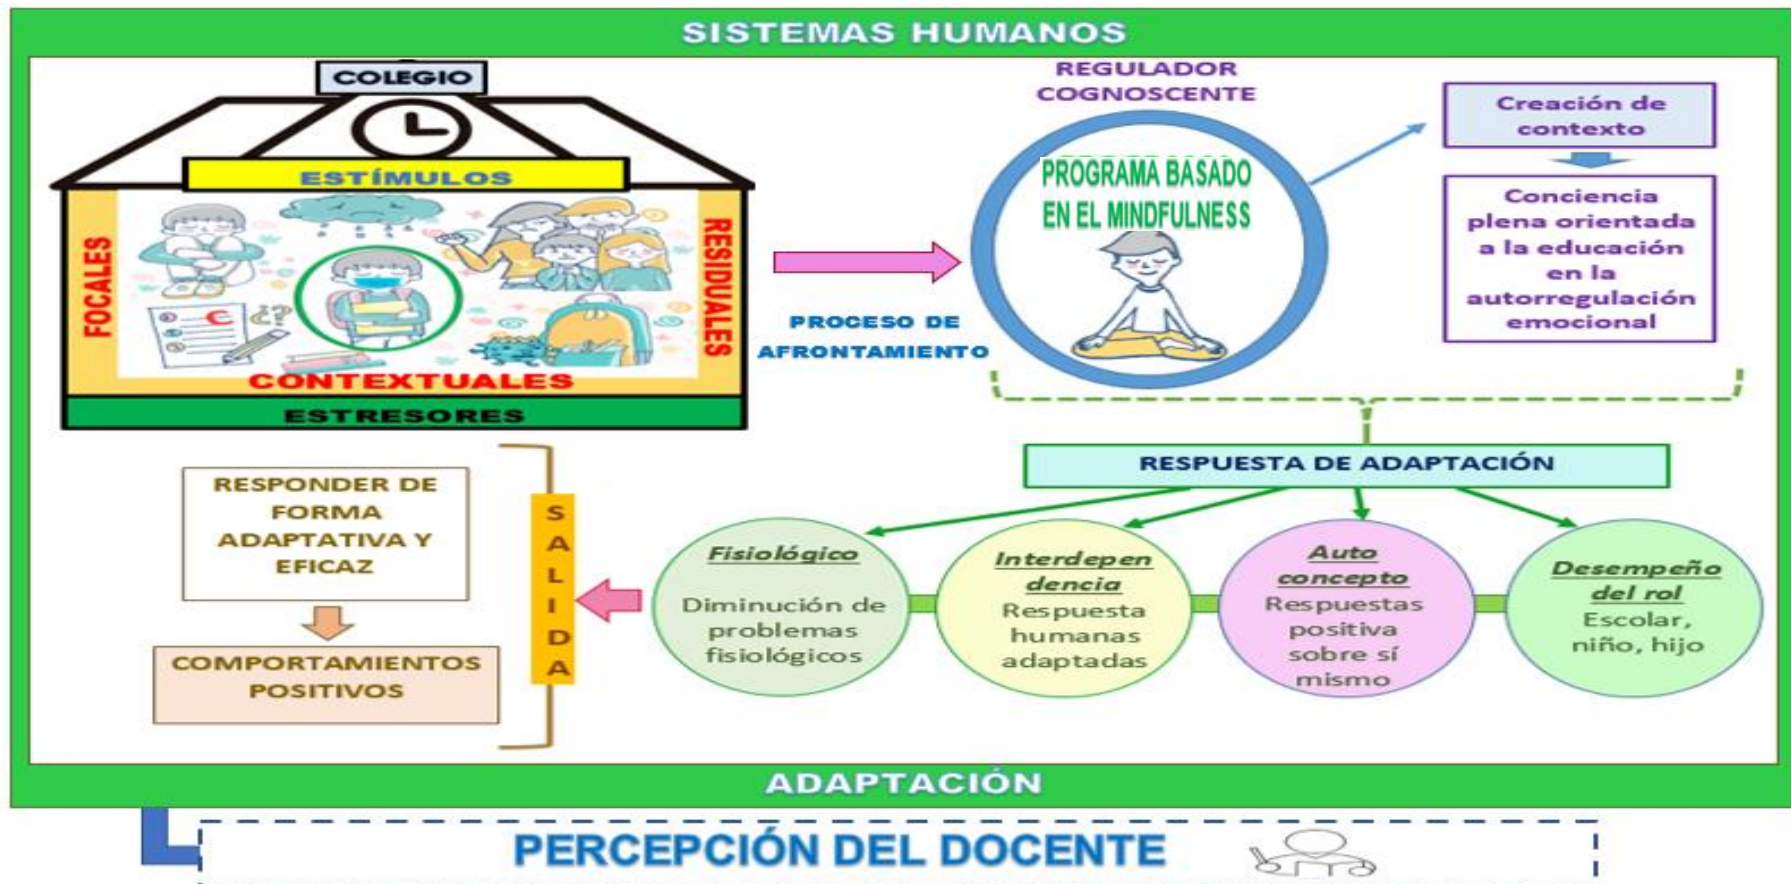 SISTEMAS HUMANOS
COLEGIO
ESTÍMULOS
FOCALES
RESIDUALES
CONTEXTUALES
ESTRESORES
PROCESO DE
AFRONTAMIENTO
REGULADOR
COGNOSCENTE
PROGRAMA BASADO
EN EL MINDFULNESS
Creación de
contexto
Conciencia
plena orientada
a la educación
en la
autorregulación
emocional
RESPUESTA DE ADAPTACIÓN
Fisiológico
Diminución de
problemas
fisiológicos
Interdepen
dencia
Respuesta
humanas
adaptadas
Auto
concepto
Respuestas
positiva
sobre sí
mismo
Desempeño
del rol
Escolar,
niño, hijo
SALIDA
RESPONDER DE
FORMA
ADAPTATIVA Y
EFICAZ
COMPORTAMIENTOS
POSITIVOS
ADAPTACIÓN
PERCEPCIÓN DEL DOCENTE